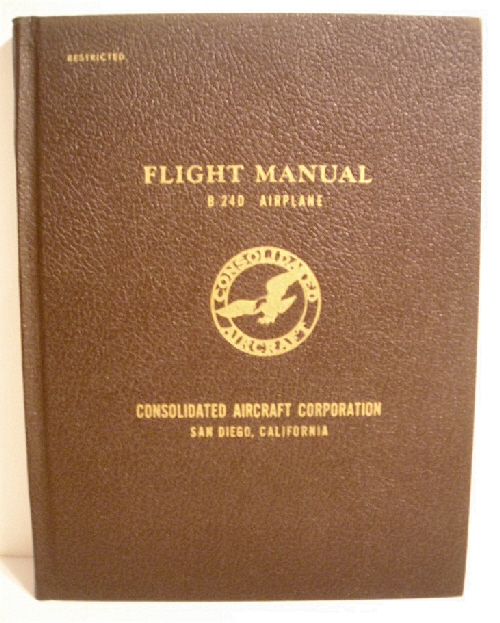 RESTRICTED
FLIGHT MANUAL
B 24D AIRPLANE
CONSOLIDATED
AIRCRAFT
CONSOLIDATED AIRCRAFT CORPORATION
SAN DIEGO, CALIFORNIA